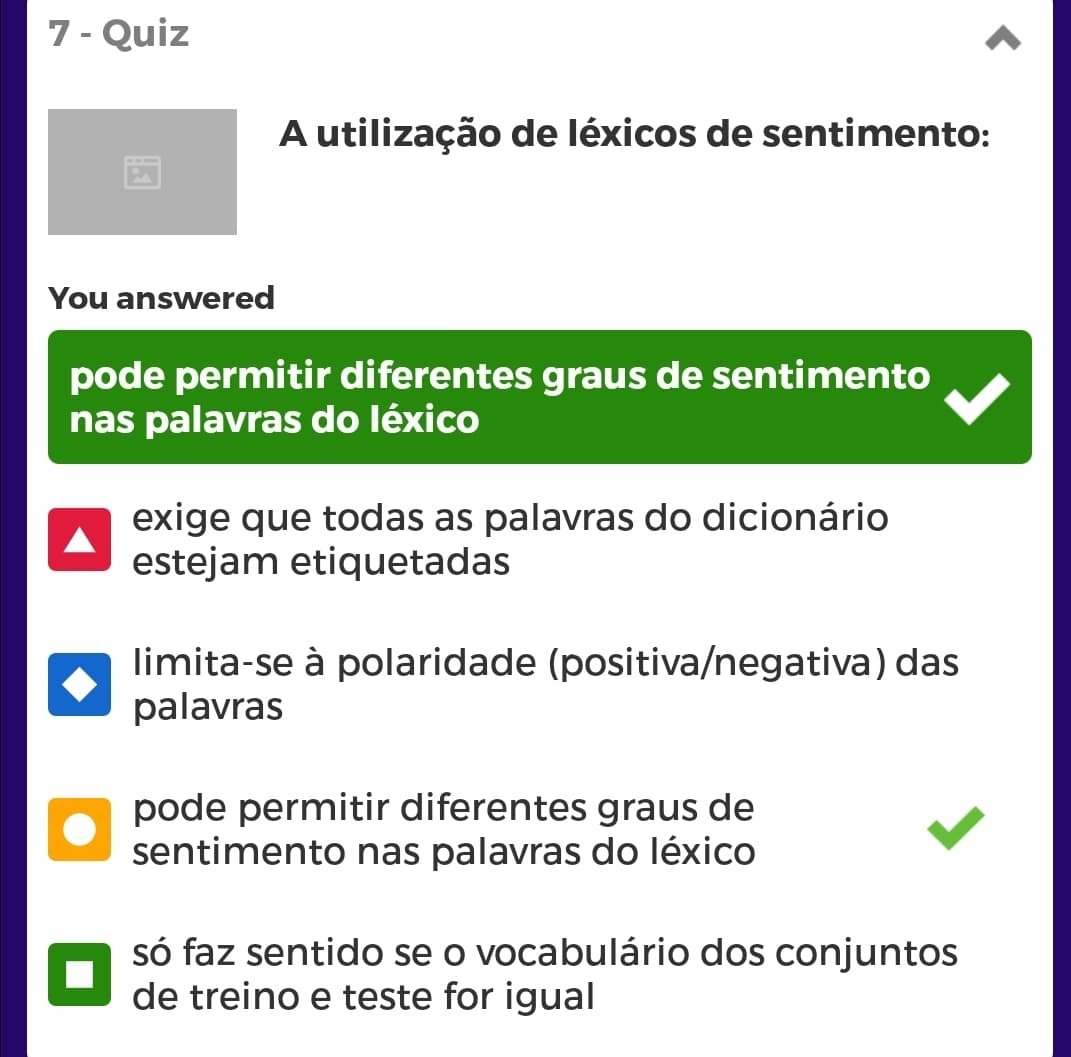 7 - Quiz
A utilização de léxicos de sentimento:
You answered
pode permitir diferentes graus de sentimento
nas palavras do léxico
exige que todas as palavras do dicionário
estejam etiquetadas
limita-se à polaridade (positiva/negativa) das
palavras
pode permitir diferentes graus de
sentimento nas palavras do léxico
só faz sentido se o vocabulário dos conjuntos
de treino e teste for igual